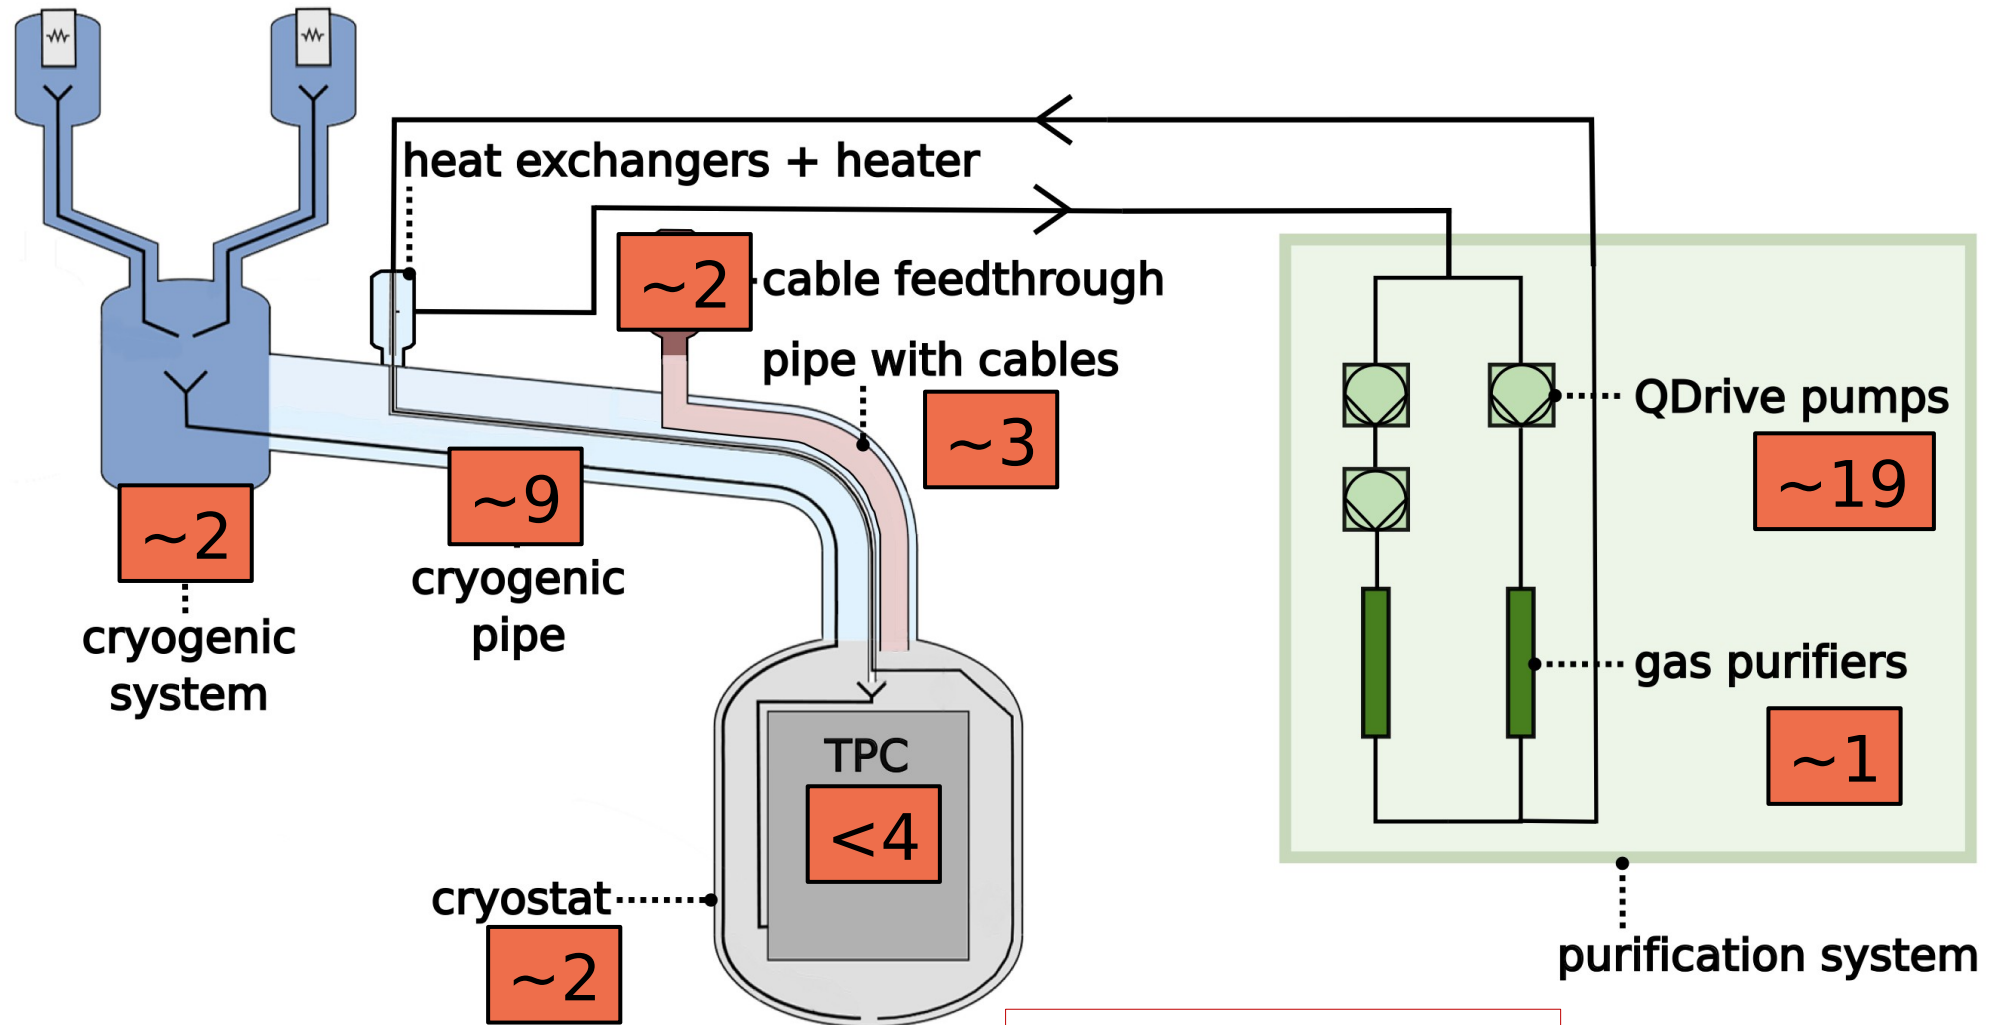 heat exchangers + heater
~2
cable feedthrough
pipe with cables
~3
QDrive pumps
~19
~9
cryogenic
pipe
~2
cryogenic
system
gas purifiers
~1
TPC
<4
cryostat
~2
purification system